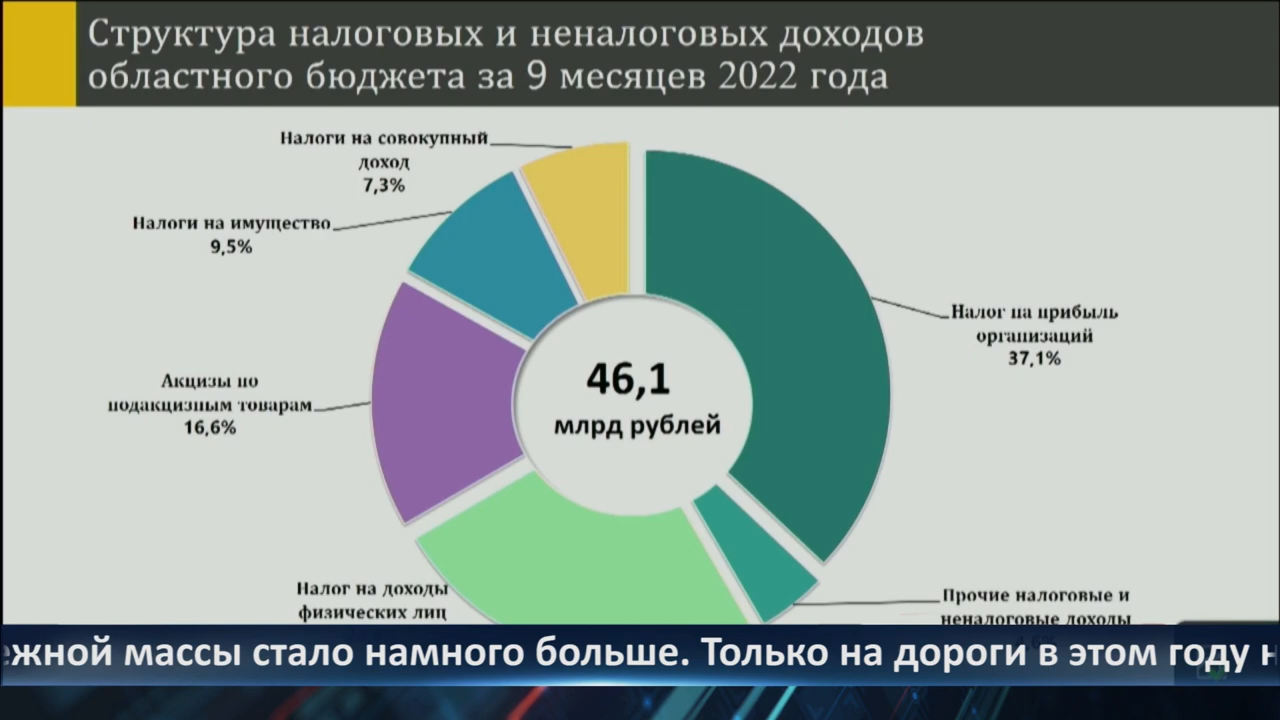 Структура налоговых и неналоговых доходов
областного бюджета за 9 месяцев 2022 года
Налоги на совокупный
доход
7,3%
Налоги на имущество
9,5%
Налог на прибыль
организаций
37,1%
46,1
млрд рублей
Акцизы по
подакцизным товарам
16,6%
Налог на доходы
физических лиц
Прочие налоговые и
неналоговые доходы
массы стало намного больше. Только на дороги в этом году